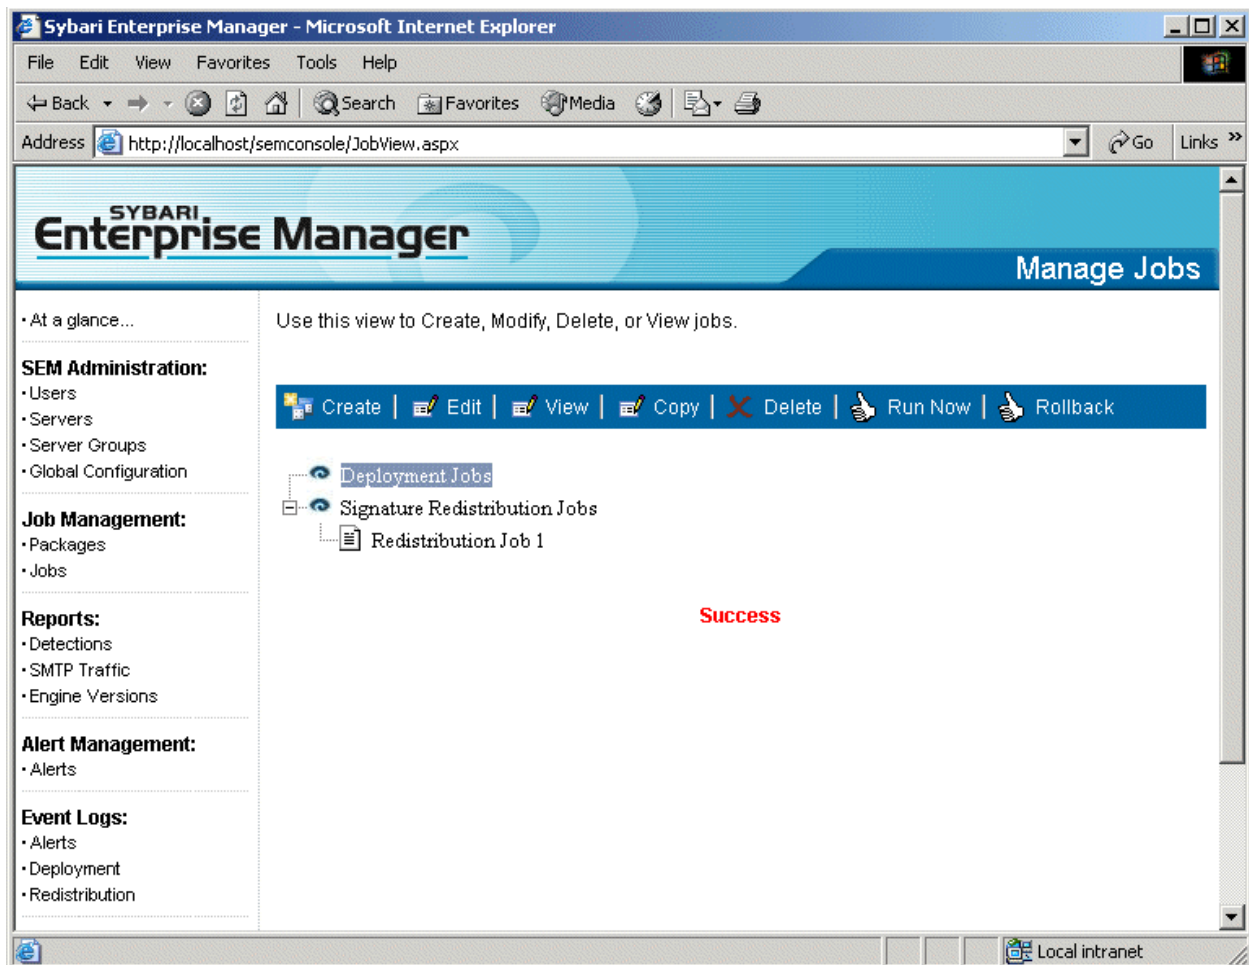 Sybari Enterprise Manager - Microsoft Internet Explorer
File Edit View Favorites Tools Help
Back Search Favorites Media
Address http://localhost/semconsole/JobView.aspx Go Links »
SYBARI
Enterprise Manager
Manage Jobs
· At a glance...
Use this view to Create, Modify, Delete, or View jobs.
SEM Administration:
· Users
· Servers
· Server Groups
· Global Configuration
Create | Edit | View | Copy | Delete | Run Now | Rollback
Deployment Jobs
Signature Redistribution Jobs
Redistribution Job 1
Success
Job Management:
· Packages
· Jobs
Reports:
· Detections
· SMTP Traffic
· Engine Versions
Alert Management:
· Alerts
Event Logs:
· Alerts
· Deployment
· Redistribution
Local intranet